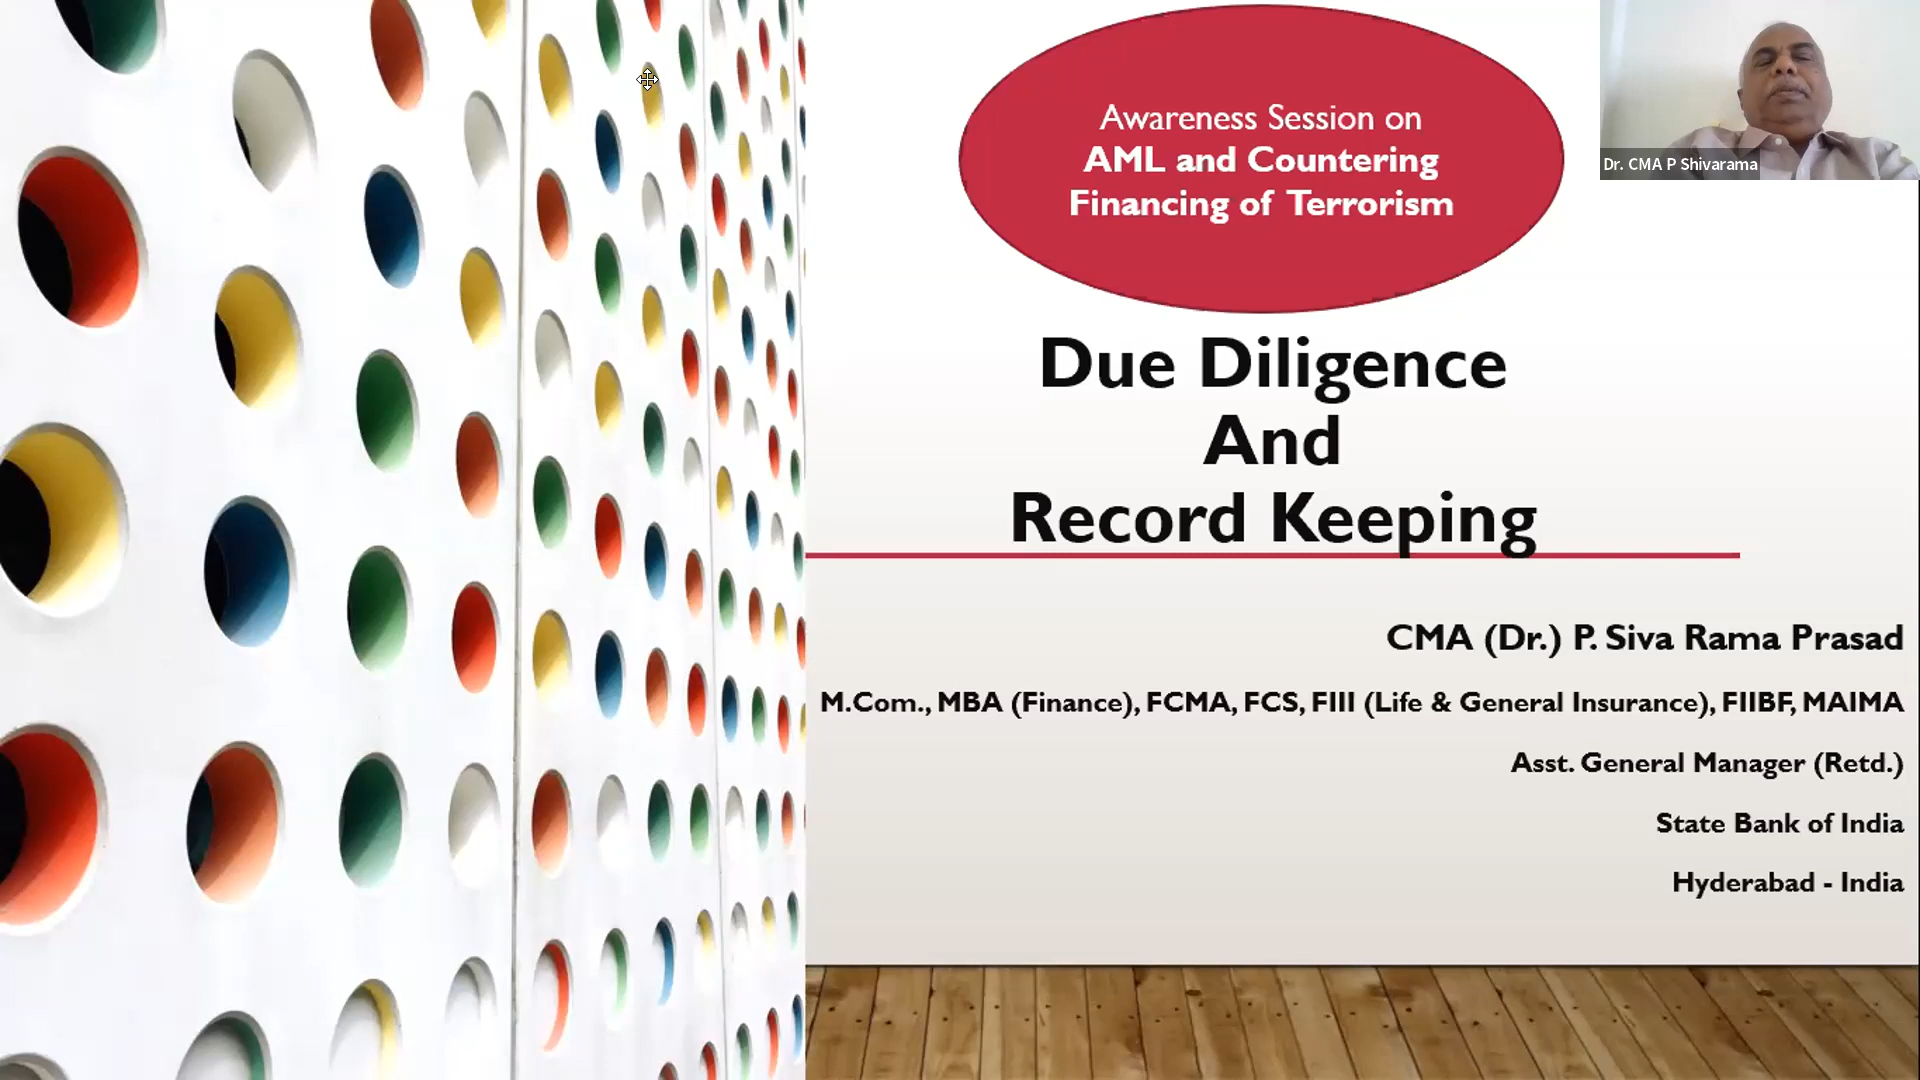 Awareness Session on
AML and Countering
Financing of Terrorism
Dr. CMA P Shivarama
Due Diligence
And
Record Keeping
CMA (Dr.) P. Siva Rama Prasad
M.Com., MBA (Finance), FCMA, FCS, FIII (Life & General Insurance), FIIBF, MAIMA
Asst. General Manager (Retd.)
State Bank of India
Hyderabad - India